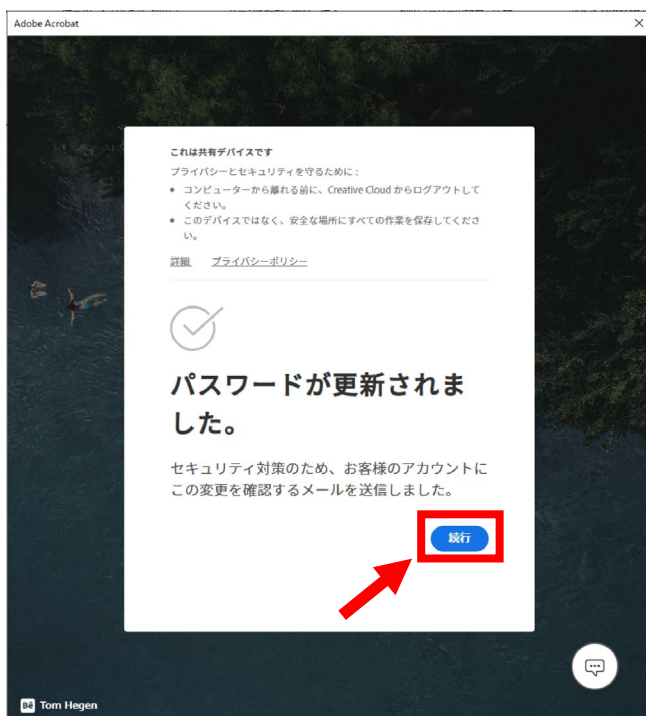 Adobe Acrobat
これは共有デバイスです
プライバシーとセキュリティを守るために：
• コンピューターから離れる前に、Creative Cloud からログアウトして
ください。
• このデバイスではなく、安全な場所にすべての作業を保存してくださ
い。
詳細 プライバシーポリシー
パスワードが更新されま
した。
セキュリティ対策のため、お客様のアカウントに
この変更を確認するメールを送信しました。
続行
Bē Tom Hegen